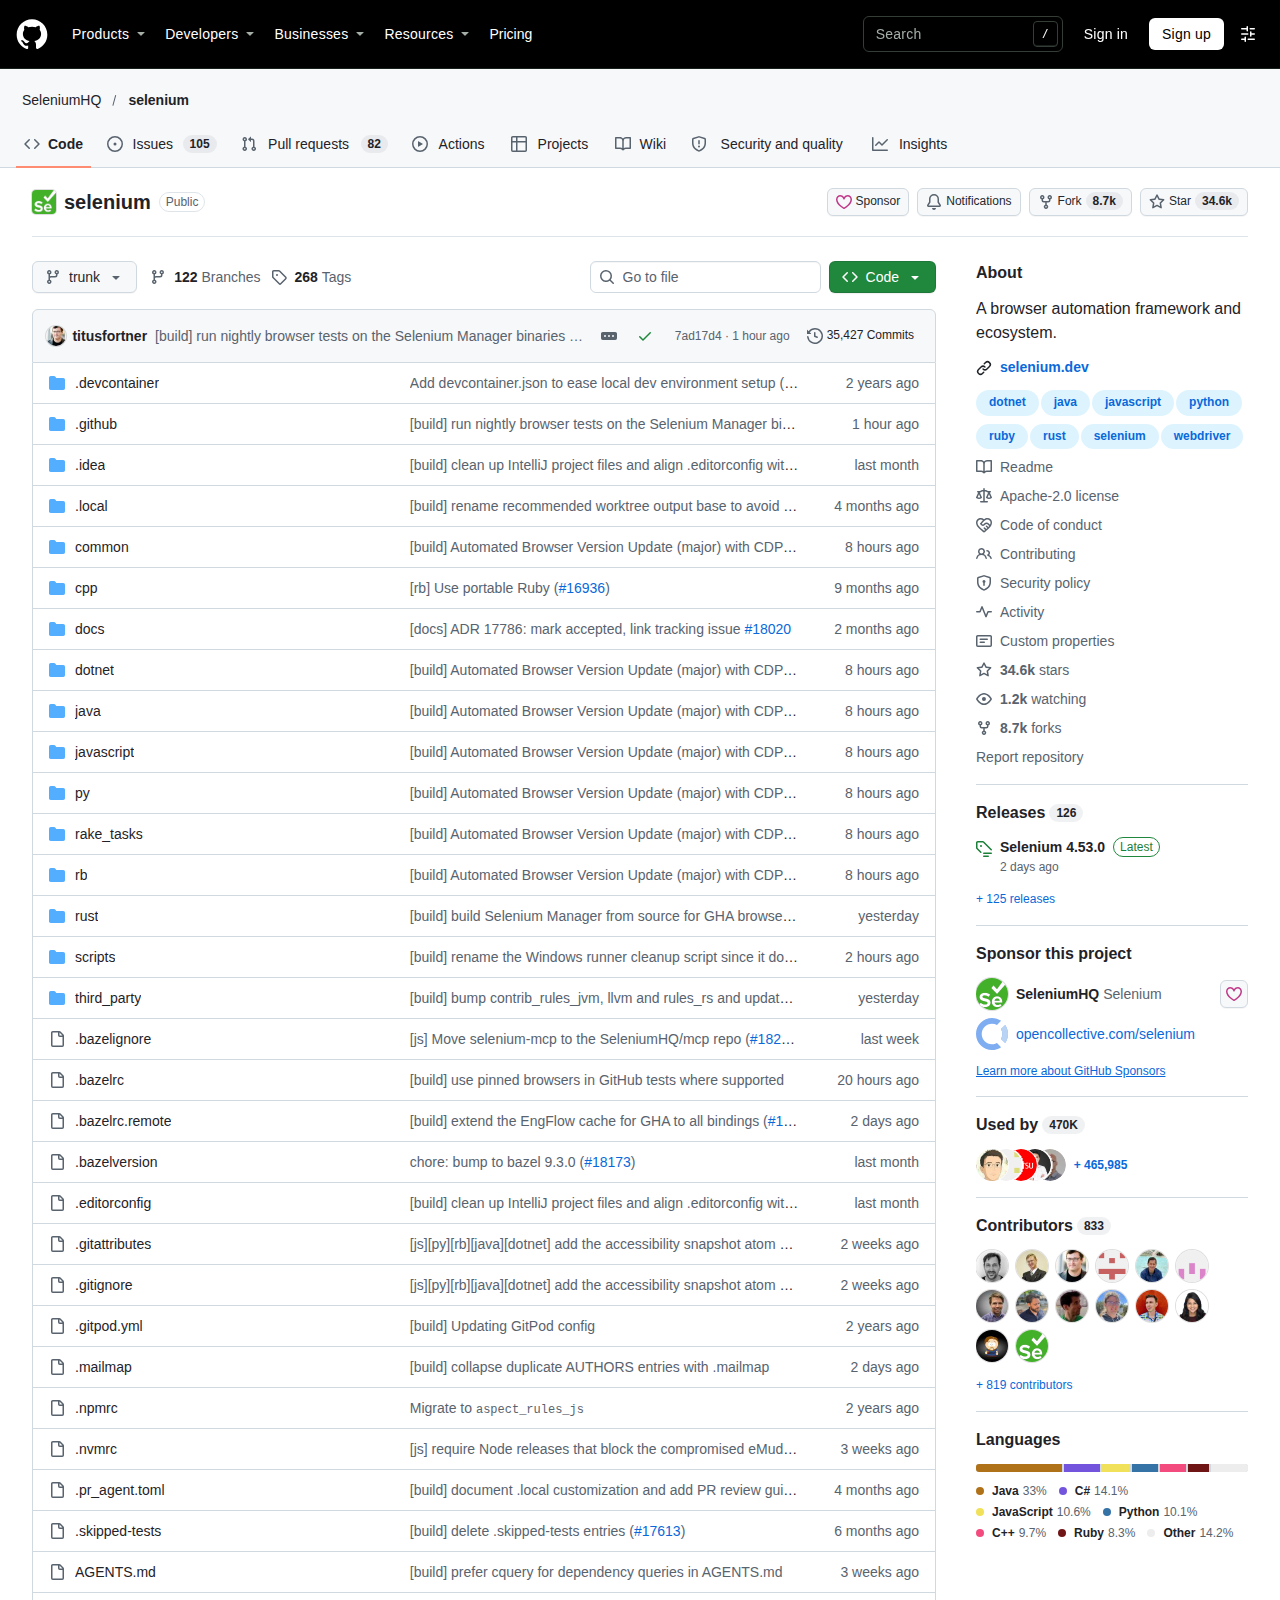 Products Developers Businesses Resources Pricing Search / Sign in Sign up
SeleniumHQ / selenium
Code Issues 105 Pull requests 82 Actions Projects Wiki Security and quality Insights
Se selenium Public Sponsor Notifications Fork 8.7k Star 34.6k
trunk 122 Branches 268 Tags Go to file Code
titusfortner [build] run nightly browser tests on the Selenium Manager binaries … 7ad17d4 · 1 hour ago 35,427 Commits
.devcontainer Add devcontainer.json to ease local dev environment setup (… 2 years ago
.github [build] run nightly browser tests on the Selenium Manager bi… 1 hour ago
.idea [build] clean up IntelliJ project files and align .editorconfig wit… last month
.local [build] rename recommended worktree output base to avoid … 4 months ago
common [build] Automated Browser Version Update (major) with CDP… 8 hours ago
cpp [rb] Use portable Ruby (#16936) 9 months ago
docs [docs] ADR 17786: mark accepted, link tracking issue #18020 2 months ago
dotnet [build] Automated Browser Version Update (major) with CDP… 8 hours ago
java [build] Automated Browser Version Update (major) with CDP… 8 hours ago
javascript [build] Automated Browser Version Update (major) with CDP… 8 hours ago
py [build] Automated Browser Version Update (major) with CDP… 8 hours ago
rake_tasks [build] Automated Browser Version Update (major) with CDP… 8 hours ago
rb [build] Automated Browser Version Update (major) with CDP… 8 hours ago
rust [build] build Selenium Manager from source for GHA browse… yesterday
scripts [build] rename the Windows runner cleanup script since it do… 2 hours ago
third_party [build] bump contrib_rules_jvm, llvm and rules_rs and updat… yesterday
.bazelignore [js] Move selenium-mcp to the SeleniumHQ/mcp repo (#182… last week
.bazelrc [build] use pinned browsers in GitHub tests where supported 20 hours ago
.bazelrc.remote [build] extend the EngFlow cache for GHA to all bindings (#1… 2 days ago
.bazelversion chore: bump to bazel 9.3.0 (#18173) last month
.editorconfig [build] clean up IntelliJ project files and align .editorconfig wit… last month
.gitattributes [js][py][rb][java][dotnet] add the accessibility snapshot atom … 2 weeks ago
.gitignore [js][py][rb][java][dotnet] add the accessibility snapshot atom … 2 weeks ago
.gitpod.yml [build] Updating GitPod config 2 years ago
.mailmap [build] collapse duplicate AUTHORS entries with .mailmap 2 days ago
.npmrc Migrate to aspect_rules_js 2 years ago
.nvmrc [js] require Node releases that block the compromised eMud… 3 weeks ago
.pr_agent.toml [build] document .local customization and add PR review gui… 4 months ago
.skipped-tests [build] delete .skipped-tests entries (#17613) 6 months ago
AGENTS.md [build] prefer cquery for dependency queries in AGENTS.md 3 weeks ago
About
A browser automation framework and
ecosystem.
selenium.dev
dotnet java javascript python
ruby rust selenium webdriver
Readme
Apache-2.0 license
Code of conduct
Contributing
Security policy
Activity
Custom properties
34.6k stars
1.2k watching
8.7k forks
Report repository
Releases 126
Selenium 4.53.0 Latest
2 days ago
+ 125 releases
Sponsor this project
Se SeleniumHQ Selenium
opencollective.com/selenium
Learn more about GitHub Sponsors
Used by 470K
+ 465,985
Contributors 833
Se
+ 819 contributors
Languages
Java 33% C# 14.1%
JavaScript 10.6% Python 10.1%
C++ 9.7% Ruby 8.3% Other 14.2%